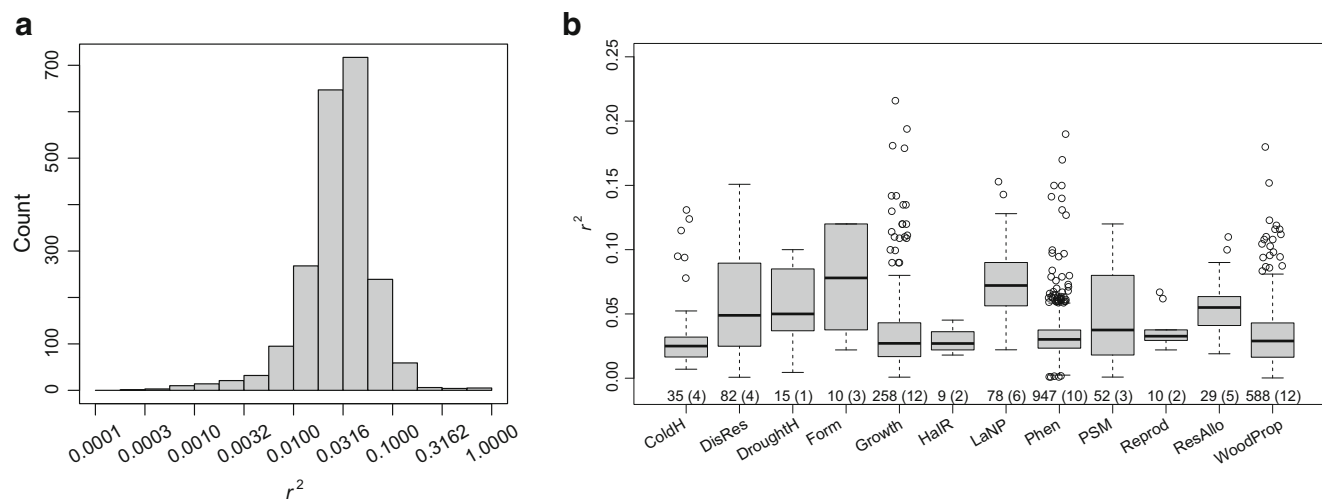 a
Count
700
500
300
100
0
0.0001
0.0003
0.0010
0.0032
0.0100
0.0316
0.1000
0.3162
1.0000
r²
b
r²
0.25
0.20
0.15
0.10
0.05
0.00
35 (4) 82 (4) 15 (1) 10 (3) 258 (12) 9 (2) 78 (6) 947 (10) 52 (3) 10 (2) 29 (5) 588 (12)
ColdH
DisRes
DroughtH
Form
Growth
HalR
LaNP
Phen
PSM
Reprod
ResAllo
WoodProp